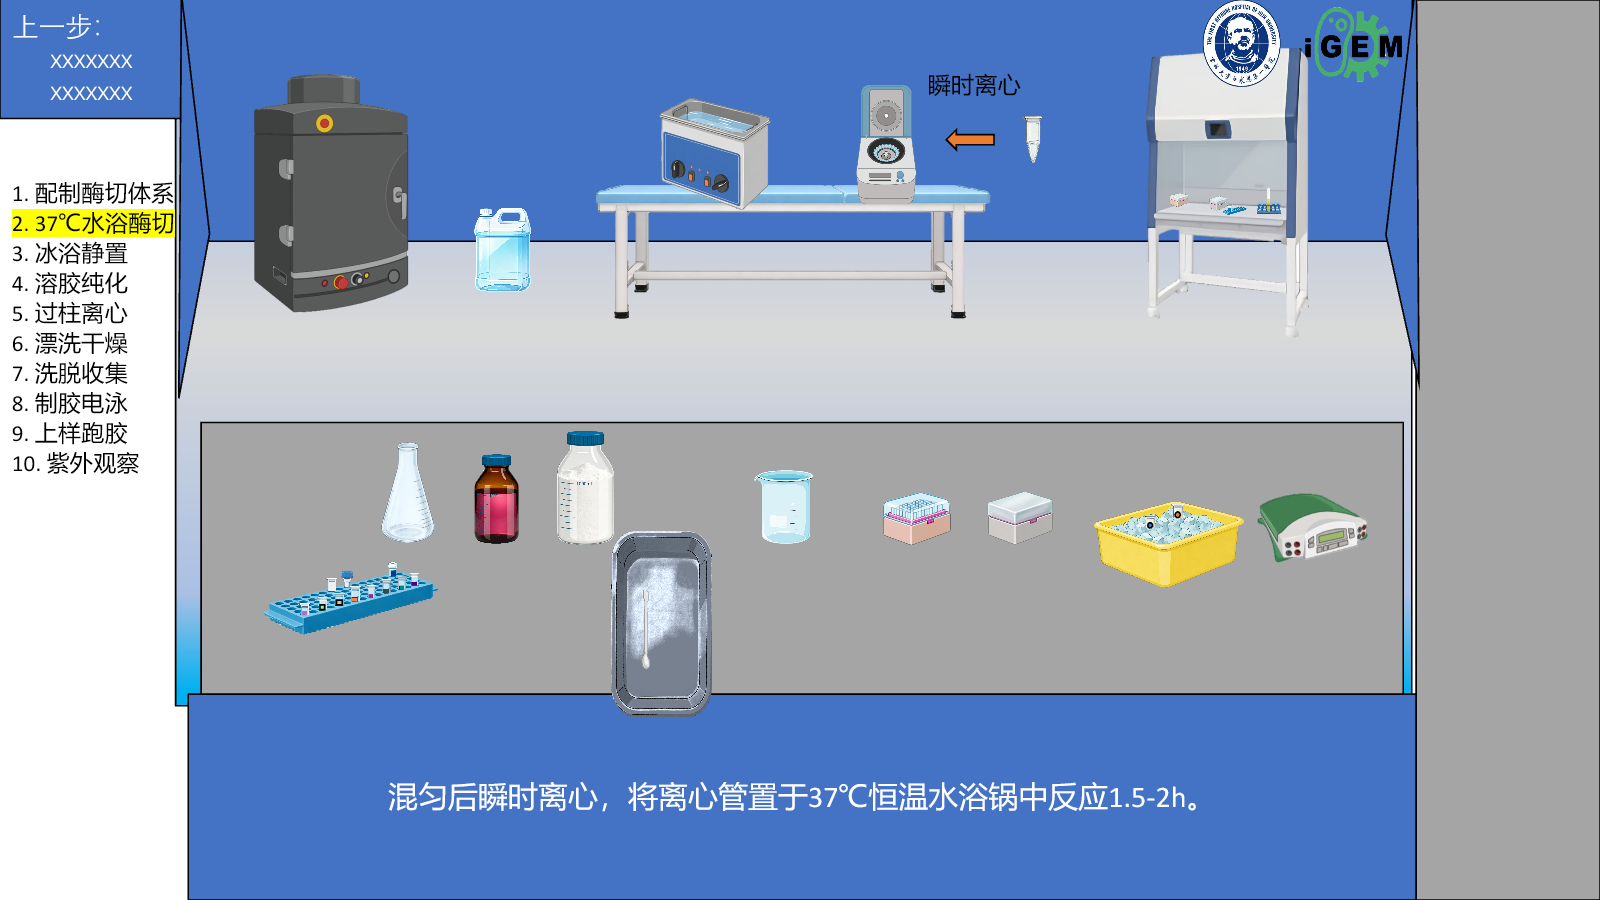 上一步：
XXXXXXX
XXXXXXX
1. 配制酶切体系
2. 37℃水浴酶切
3. 冰浴静置
4. 溶胶纯化
5. 过柱离心
6. 漂洗干燥
7. 洗脱收集
8. 制胶电泳
9. 上样跑胶
10. 紫外观察
瞬时离心
iGEM
1949
混匀后瞬时离心，将离心管置于37℃恒温水浴锅中反应1.5-2h。